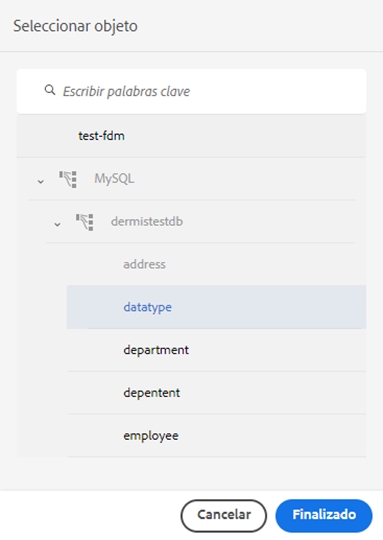 Seleccionar objeto
Escribir palabras clave
test-fdm
MySQL
dermistestdb
address
datatype
department
depentent
employee
Cancelar Finalizado